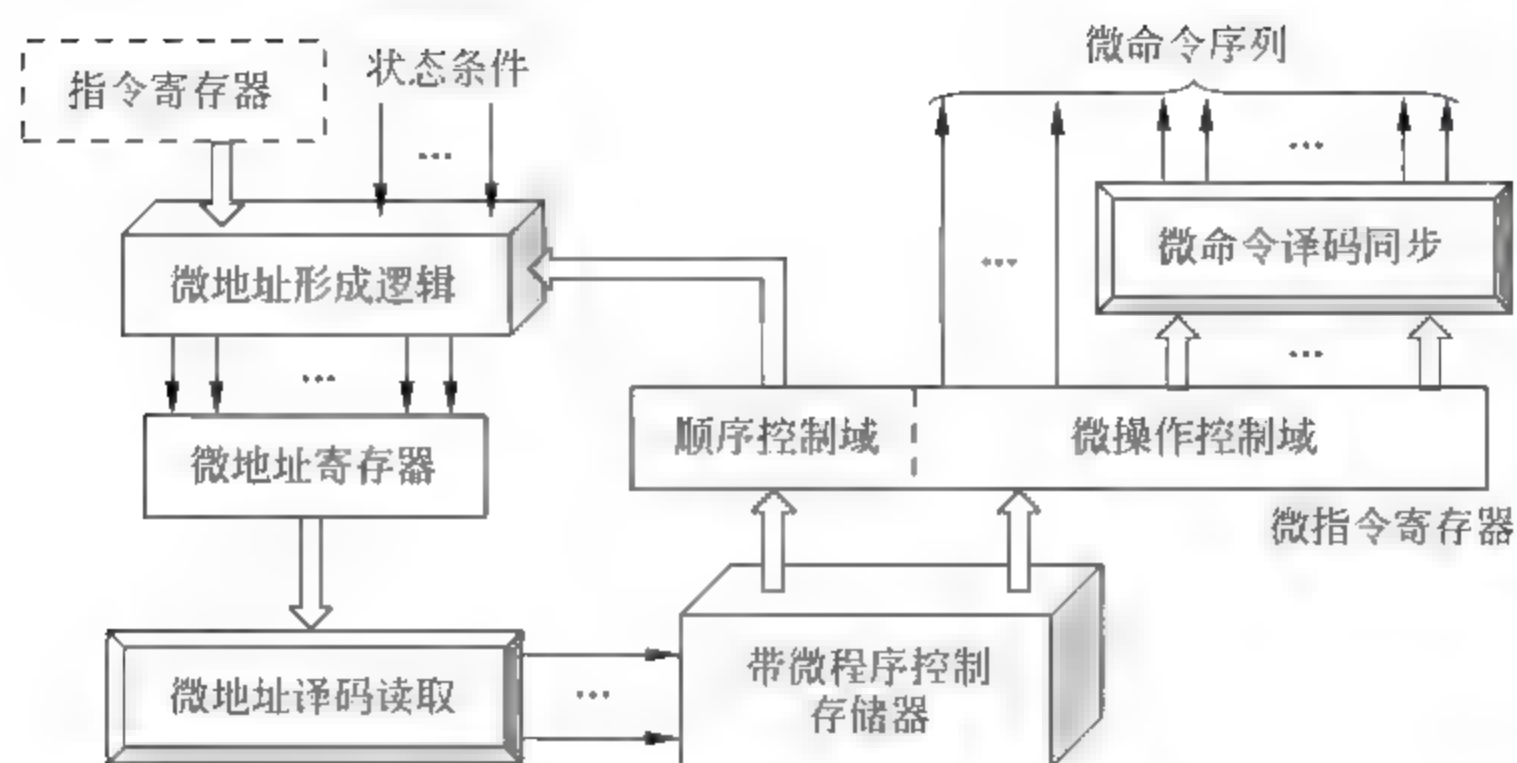 指令寄存器
状态条件
微命令序列
...
...
微地址形成逻辑
...
微命令译码同步
...
...
微地址寄存器
顺序控制域
微操作控制域
微指令寄存器
微地址译码读取
...
带微程序控制
存储器